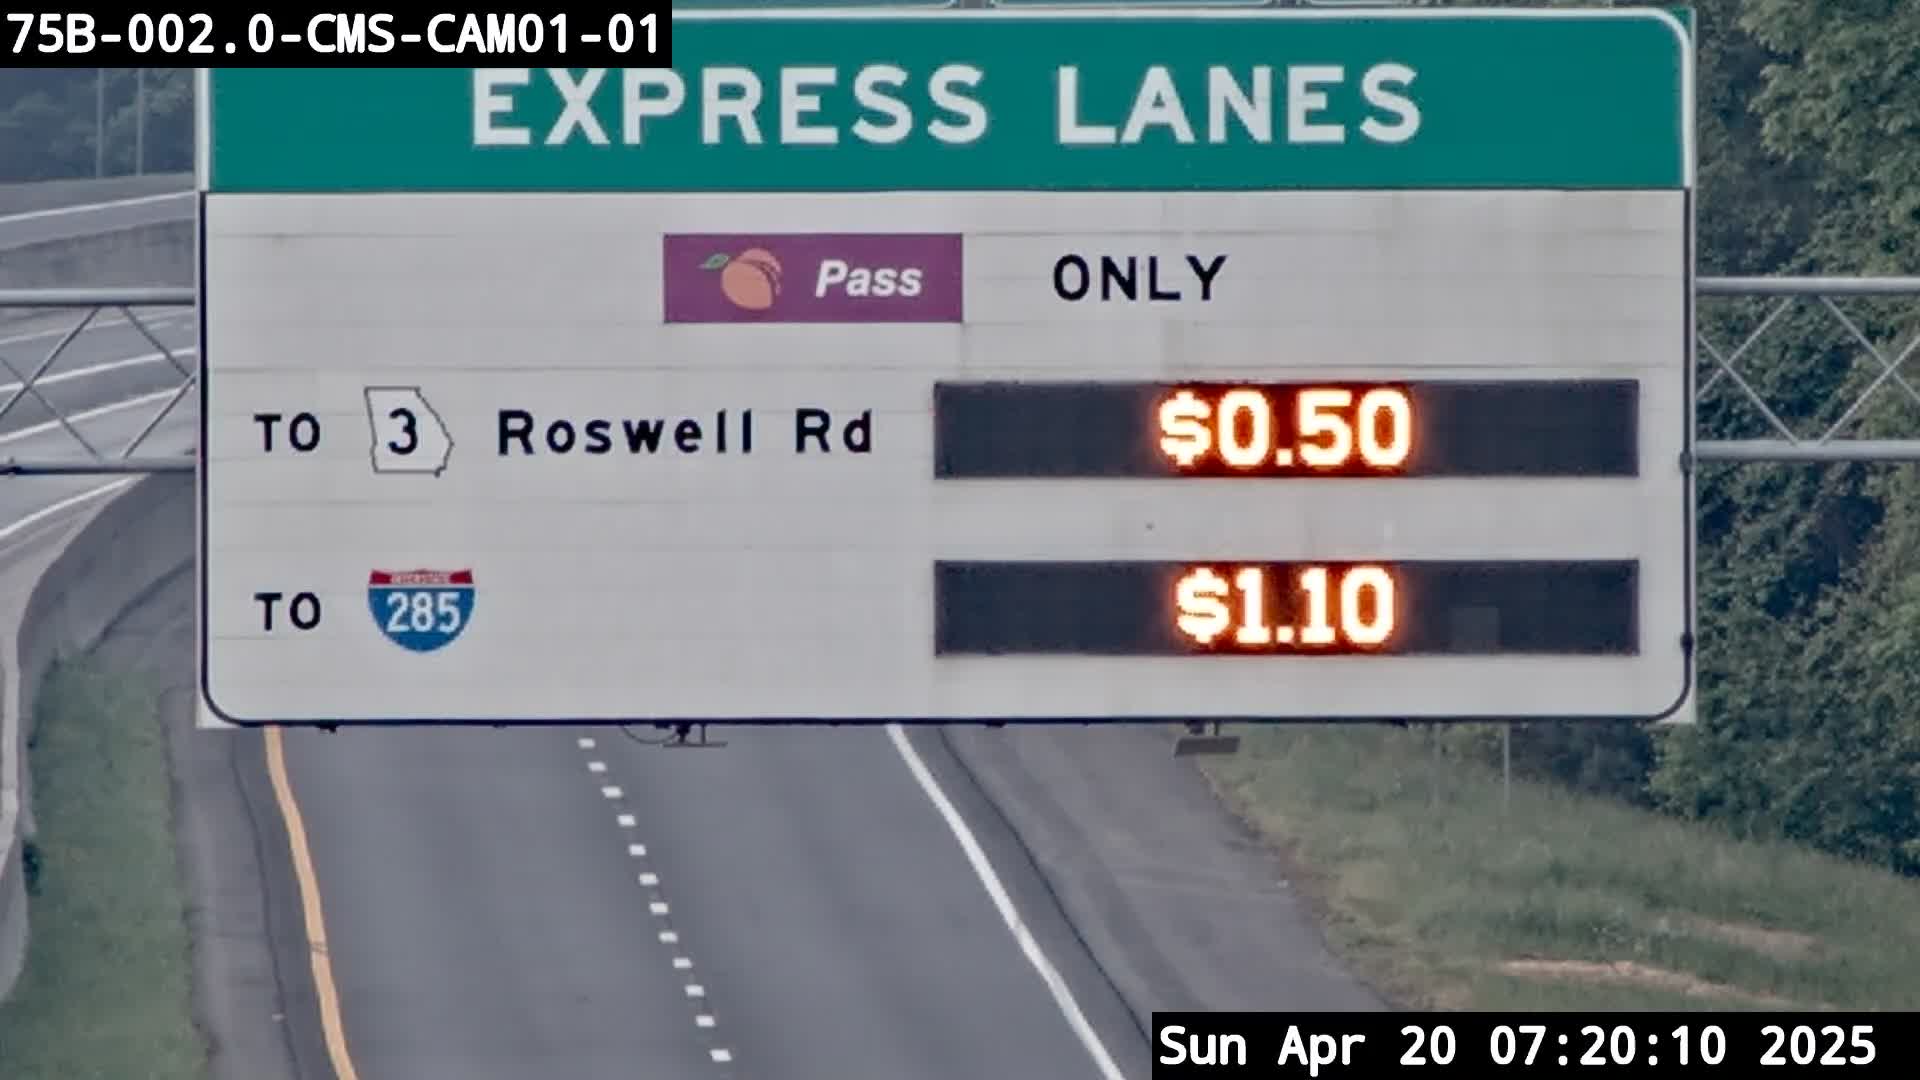 75B-002.0-CMS-CAM01-01
EXPRESS LANES
Pass ONLY
TO 3 Roswell Rd $0.50
TO 285 $1.10
Sun Apr 20 07:20:10 2025